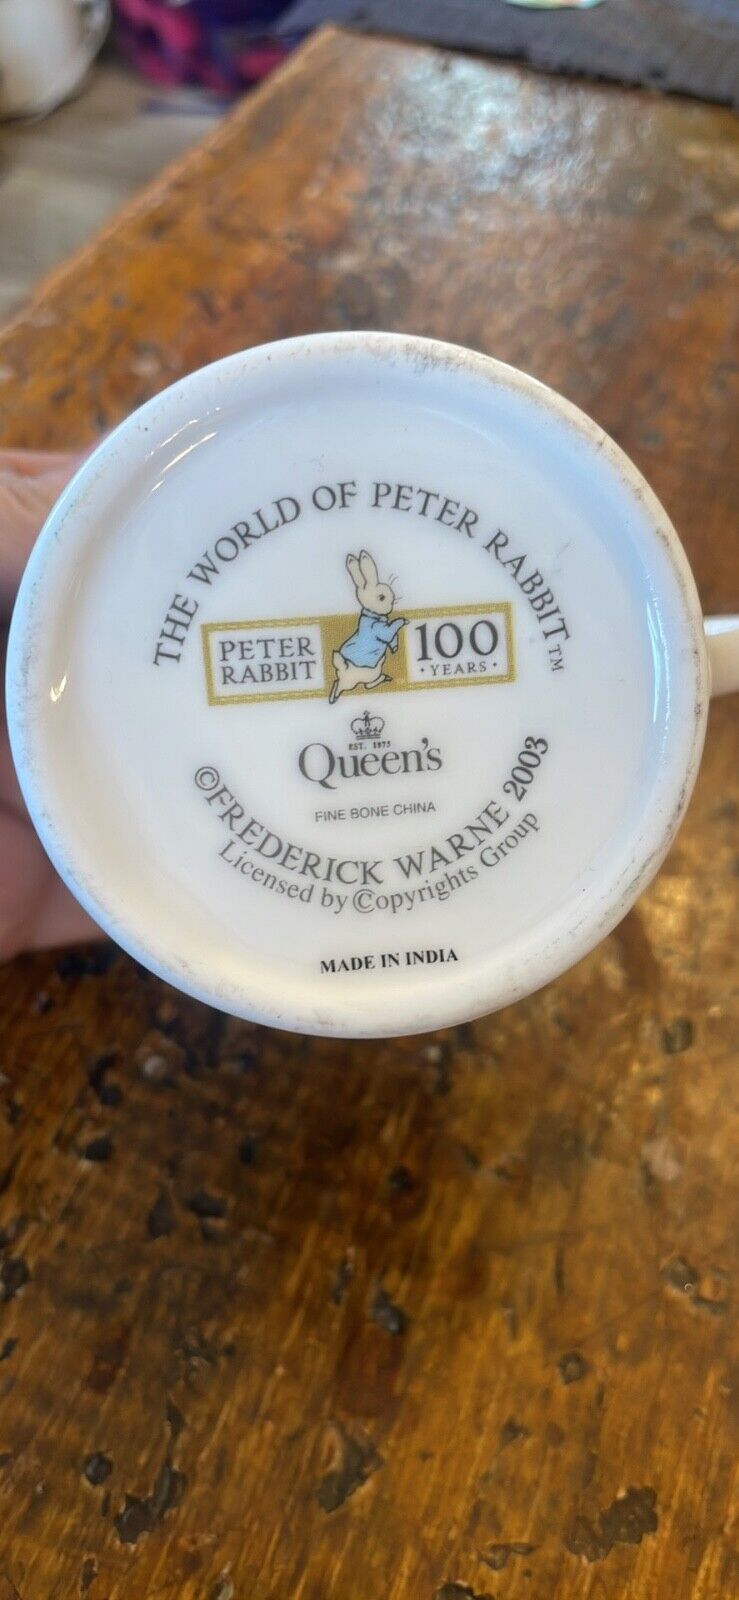 THE WORLD OF PETER RABBIT™
PETER
RABBIT
100
· YEARS ·
EST. 1875
Queen's
FINE BONE CHINA
©FREDERICK WARNE 2003
Licensed by ©opyrights Group
MADE IN INDIA